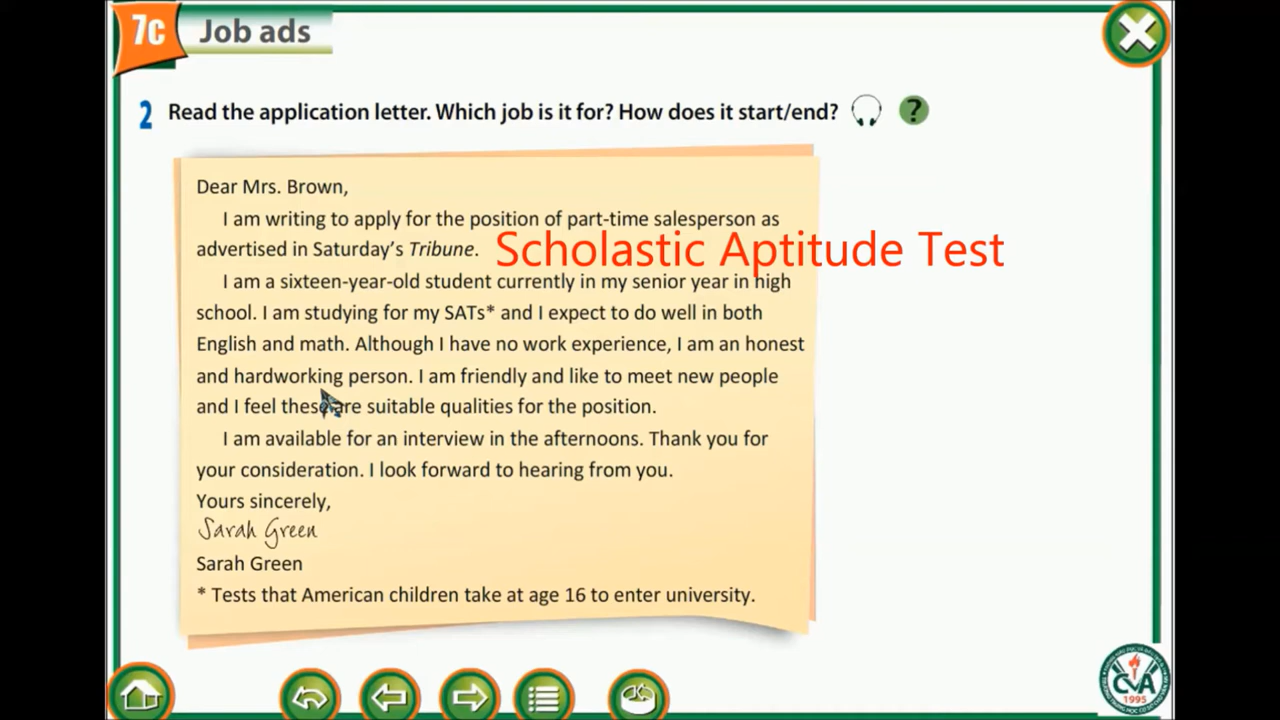 7c Job ads
2 Read the application letter. Which job is it for? How does it start/end? ?
Dear Mrs. Brown,
I am writing to apply for the position of part-time salesperson as
advertised in Saturday's Tribune.
Scholastic Aptitude Test
I am a sixteen-year-old student currently in my senior year in high
school. I am studying for my SATs* and I expect to do well in both
English and math. Although I have no work experience, I am an honest
and hardworking person. I am friendly and like to meet new people
and I feel these are suitable qualities for the position.
I am available for an interview in the afternoons. Thank you for
your consideration. I look forward to hearing from you.
Yours sincerely,
Sarah Green
Sarah Green
* Tests that American children take at age 16 to enter university.
CVA
1995